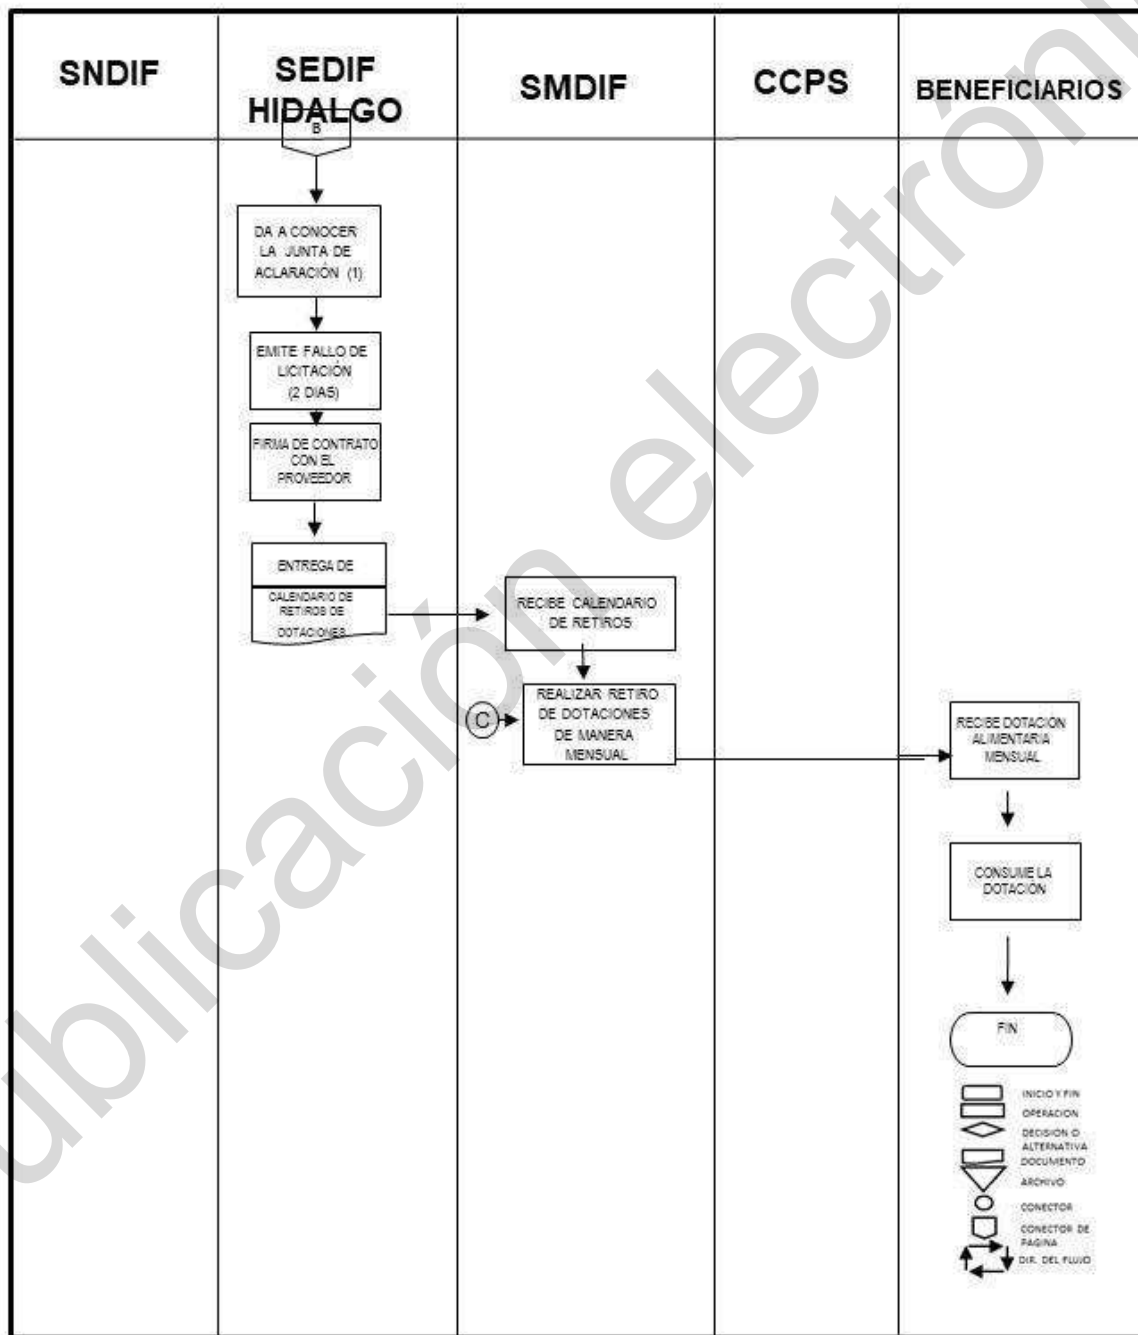 SNDIF
SEDIF
HIDALGO
SMDIF
CCPS
BENEFICIARIOS
B
DA A CONOCER
LA JUNTA DE
ACLARACIÓN (1)
EMITE FALLO DE
LICITACIÓN
(2 DIAS)
FIRMA DE CONTRATO
CON EL
PROVEEDOR
ENTREGA DE
CALENDARIO DE
RETIROS DE
DOTACIONES
RECIBE CALENDARIO
DE RETIROS
C
REALIZAR RETIRO
DE DOTACIONES
DE MANERA
MENSUAL
RECIBE DOTACIÓN
ALIMENTARIA
MENSUAL
CONSUME LA
DOTACIÓN
FIN
INICIO Y FIN
OPERACION
DECISION O
ALTERNATIVA
DOCUMENTO
ARCHIVO
CONECTOR
CONECTOR DE
PAGINA
DIR. DEL FLUJO
ublicación electróni